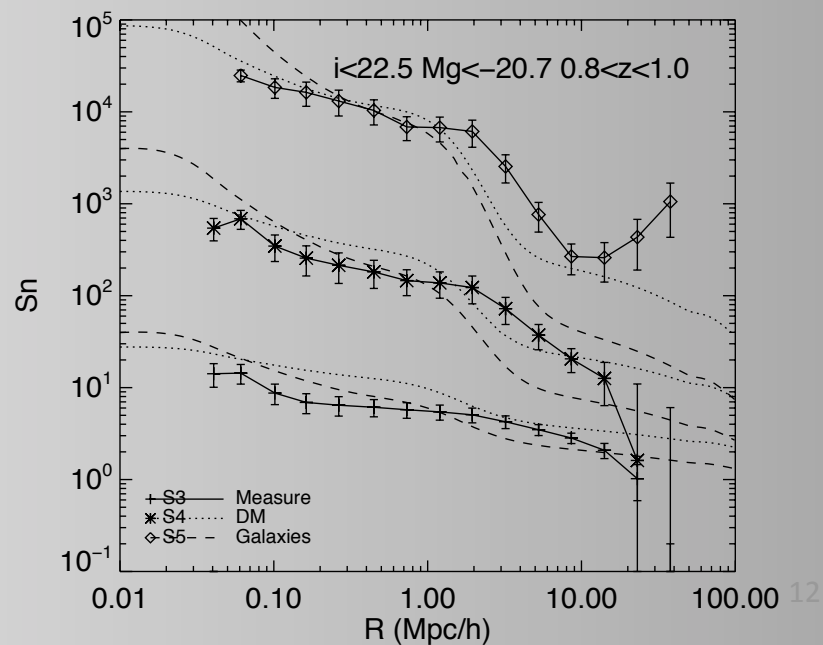 10^5
i<22.5 Mg<−20.7 0.8<z<1.0
10^4
10^3
10^2
Sn
10^1
10^0
S3 Measure
S4 DM
S5 Galaxies
10^−1
0.01 0.10 1.00 10.00 100.00
12
R (Mpc/h)